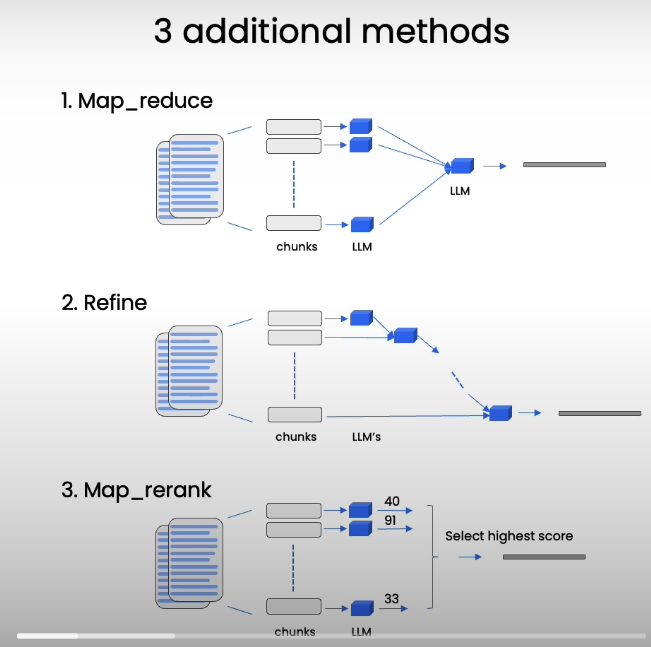 3 additional methods
1. Map_reduce
LLM
chunks
LLM
2. Refine
chunks
LLM's
3. Map_rerank
40
91
Select highest score
33
chunks
LLM